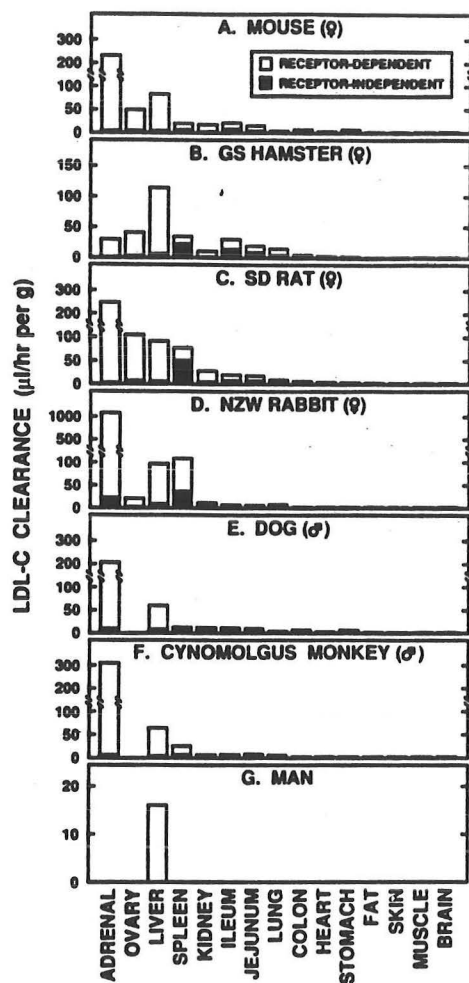 A. MOUSE (♀)
RECEPTOR-DEPENDENT
RECEPTOR-INDEPENDENT
300
200
100
50
0
B. GS HAMSTER (♀)
150
100
50
0
C. SD RAT (♀)
300
200
100
50
0
D. NZW RABBIT (♀)
1000
500
100
50
0
E. DOG (♂)
300
200
100
50
0
F. CYNOMOLGUS MONKEY (♂)
300
200
100
50
0
G. MAN
20
10
0
LDL-C CLEARANCE (µl/hr per g)
ADRENAL
OVARY
LIVER
SPLEEN
KIDNEY
ILEUM
JEJUNUM
LUNG
COLON
HEART
STOMACH
FAT
SKIN
MUSCLE
BRAIN